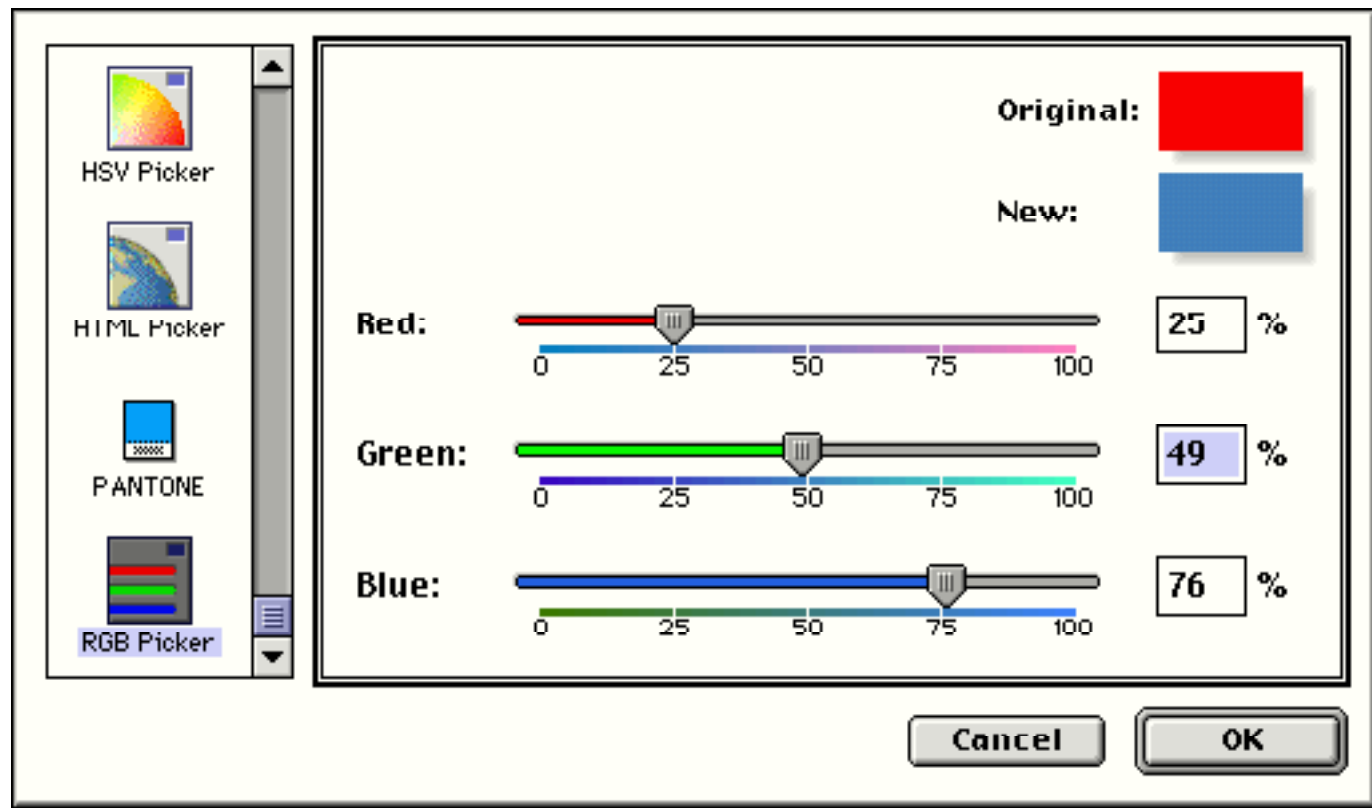 HSV Picker
HTML Picker
PANTONE
RGB Picker
Original:
New:
Red:
0 25 50 75 100
25 %
Green:
0 25 50 75 100
49 %
Blue:
0 25 50 75 100
76 %
Cancel
OK